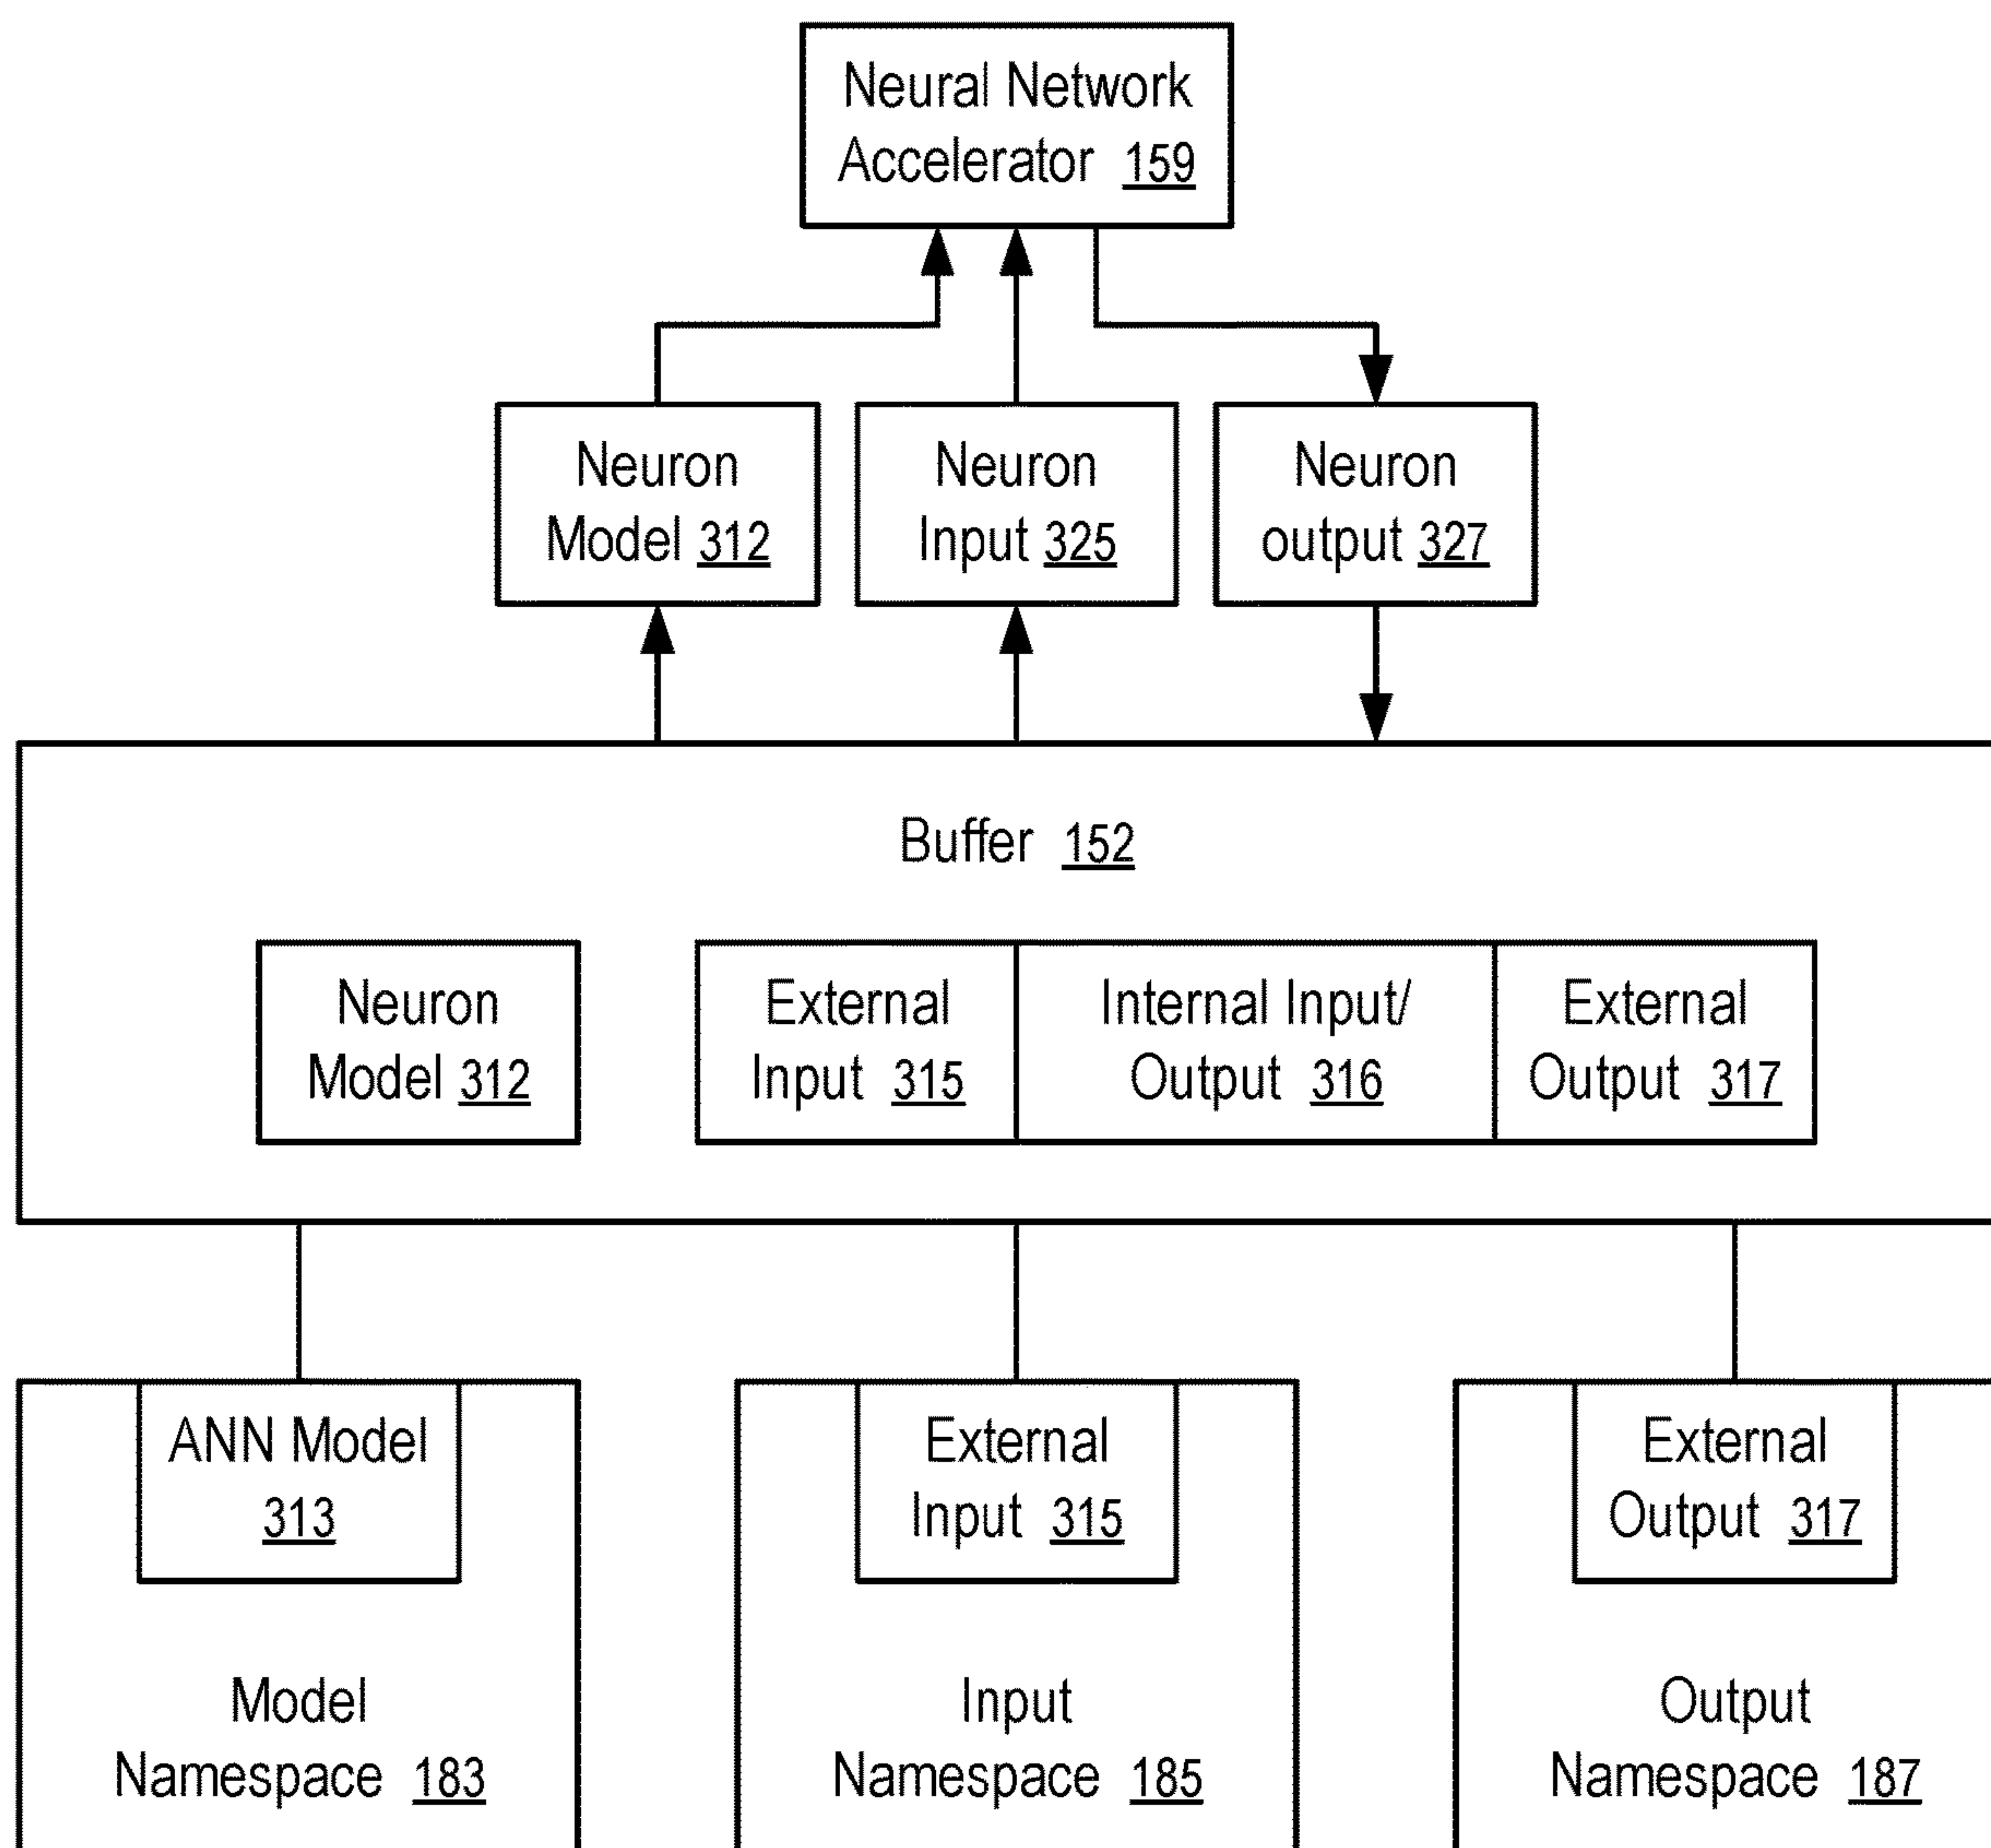 Neural Network
Accelerator 159
Neuron
Model 312
Neuron
Input 325
Neuron
output 327
Buffer 152
Neuron
Model 312
External
Input 315
Internal Input/
Output 316
External
Output 317
ANN Model
313
Model
Namespace 183
External
Input 315
Input
Namespace 185
External
Output 317
Output
Namespace 187